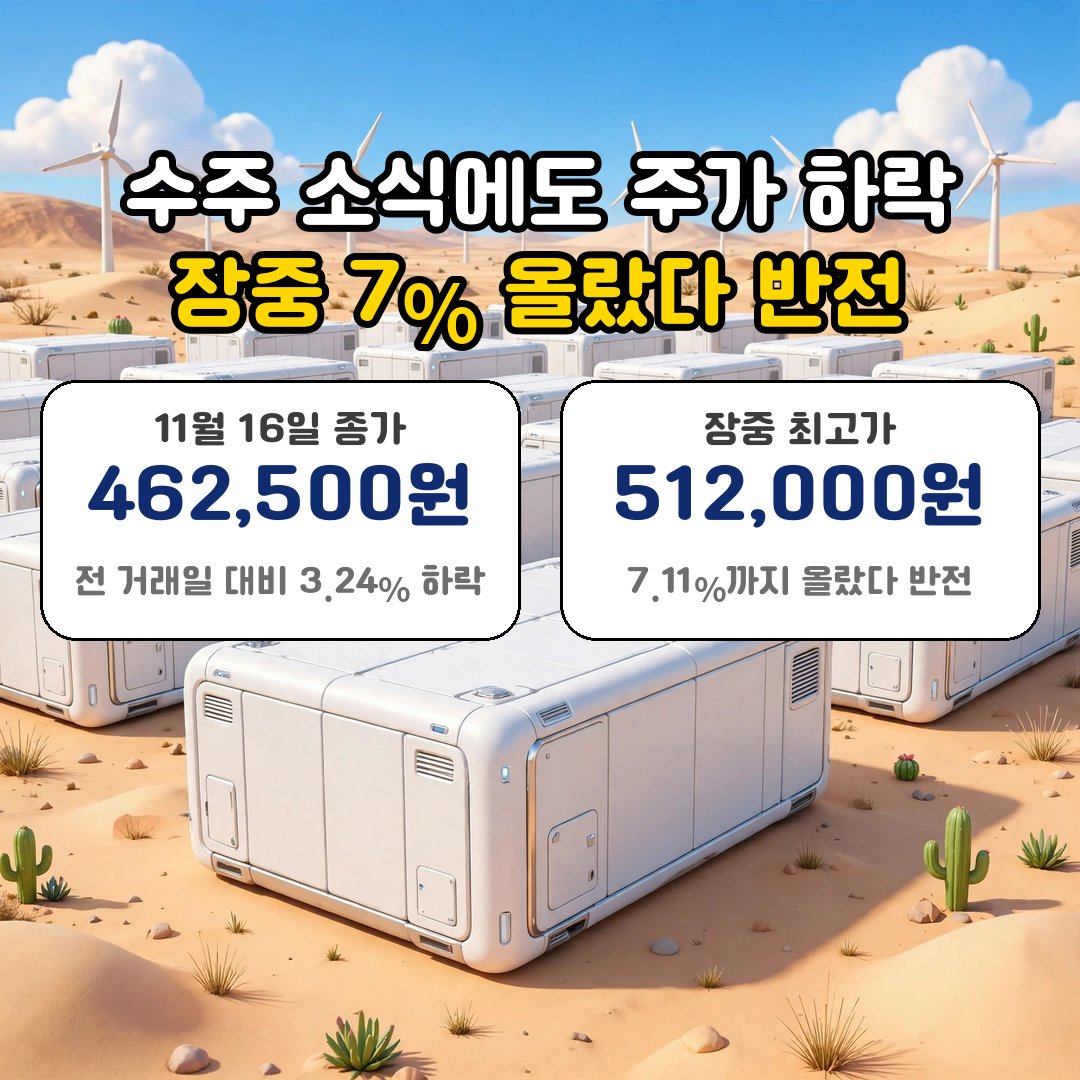 수주 소식에도 주가 하락
장중 7% 올랐다 반전
11월 16일 종가
462,500원
전 거래일 대비 3.24% 하락
장중 최고가
512,000원
7.11%까지 올랐다 반전